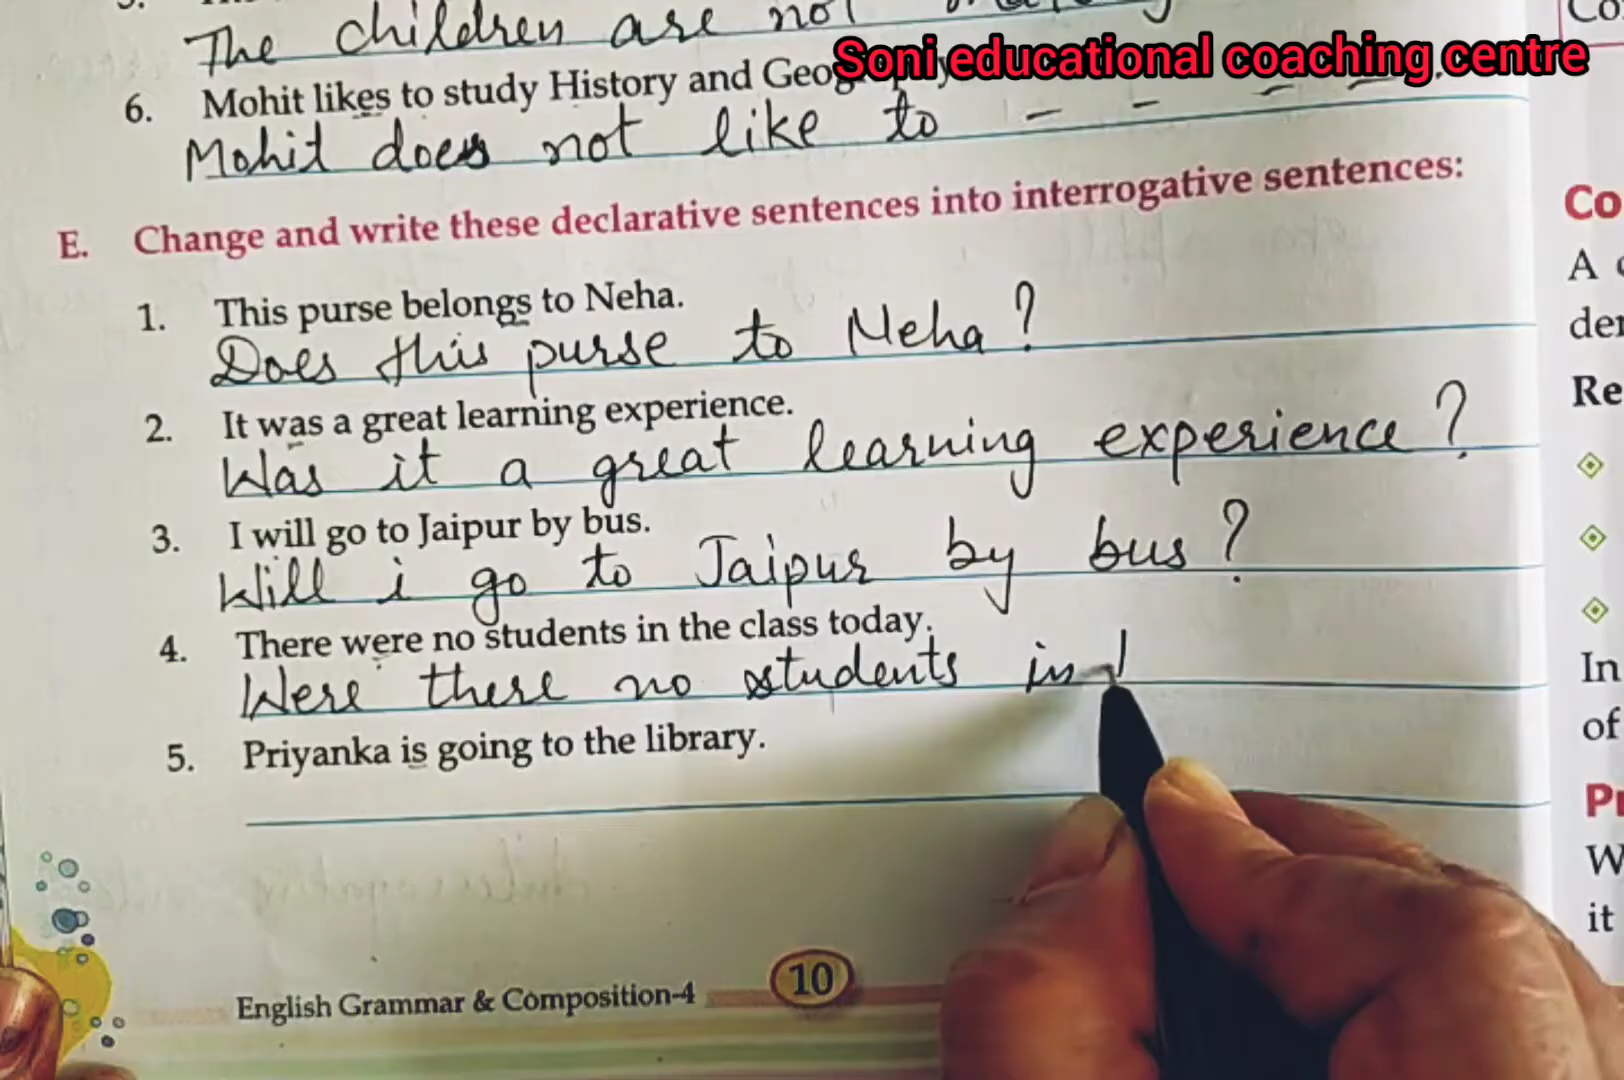 The children are not
Soni educational coaching centre
6. Mohit likes to study History and Geography
Mohit does not like to - - - -
E. Change and write these declarative sentences into interrogative sentences:
1. This purse belongs to Neha.
Does this purse to Neha ?
2. It was a great learning experience.
Was it a great learning experience ?
3. I will go to Jaipur by bus.
Will i go to Jaipur by bus ?
4. There were no students in the class today.
Were there no students in
5. Priyanka is going to the library.
English Grammar & Composition-4
10
Co
A
Re
In
of
W
it